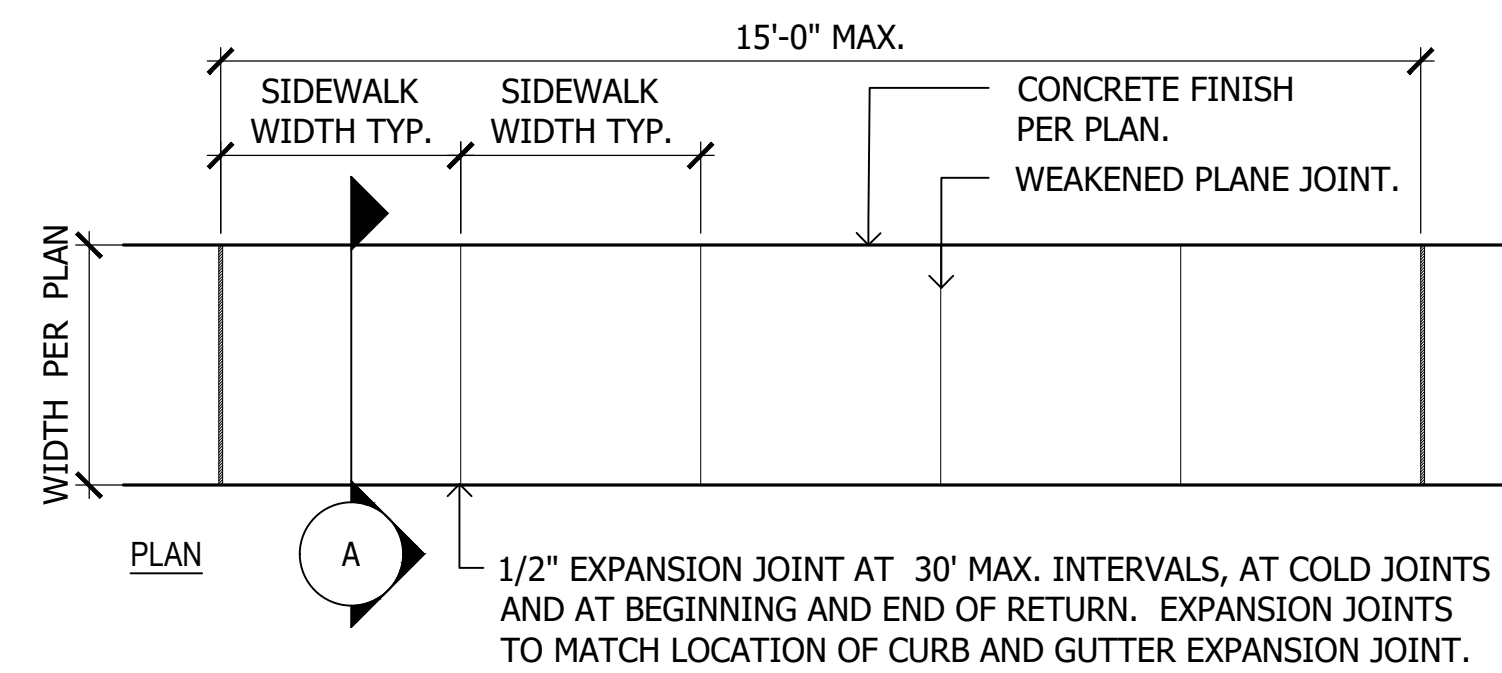 15'-0" MAX.
SIDEWALK
WIDTH TYP.
SIDEWALK
WIDTH TYP.
CONCRETE FINISH
PER PLAN.
WEAKENED PLANE JOINT.
WIDTH PER PLAN
PLAN
A
1/2" EXPANSION JOINT AT 30' MAX. INTERVALS, AT COLD JOINTS
AND AT BEGINNING AND END OF RETURN. EXPANSION JOINTS
TO MATCH LOCATION OF CURB AND GUTTER EXPANSION JOINT.